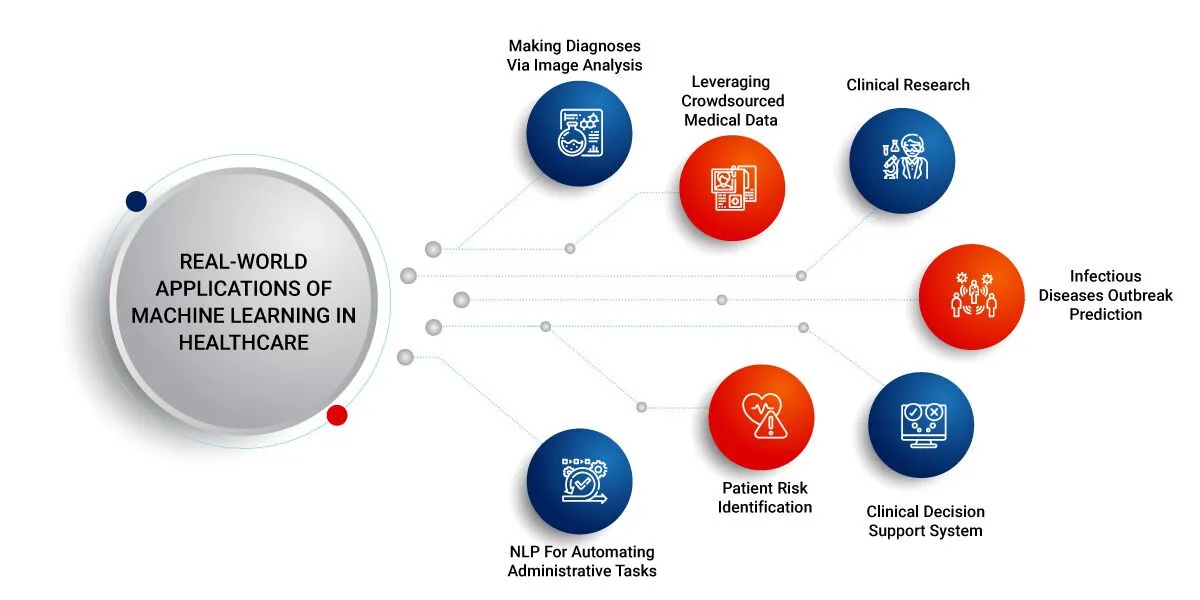 REAL-WORLD
APPLICATIONS OF
MACHINE LEARNING IN
HEALTHCARE
Making Diagnoses
Via Image Analysis
Leveraging
Crowdsourced
Medical Data
Clinical Research
Infectious
Diseases Outbreak
Prediction
Clinical Decision
Support System
Patient Risk
Identification
NLP For Automating
Administrative Tasks